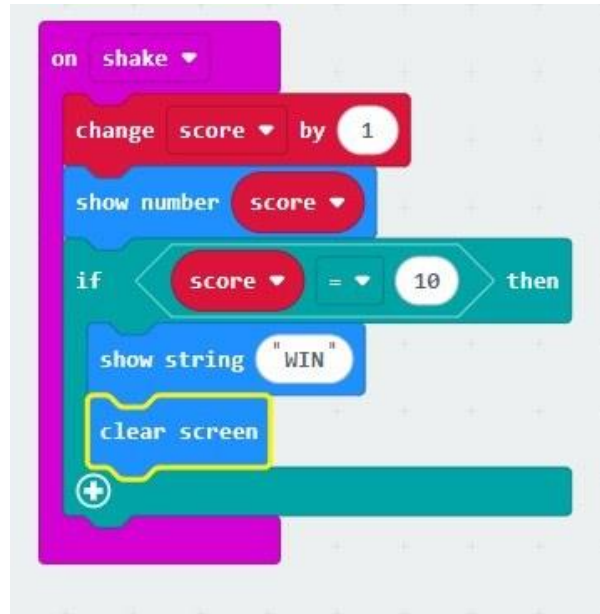 on shake
change score by 1
show number score
if score = 10 then
show string "WIN"
clear screen